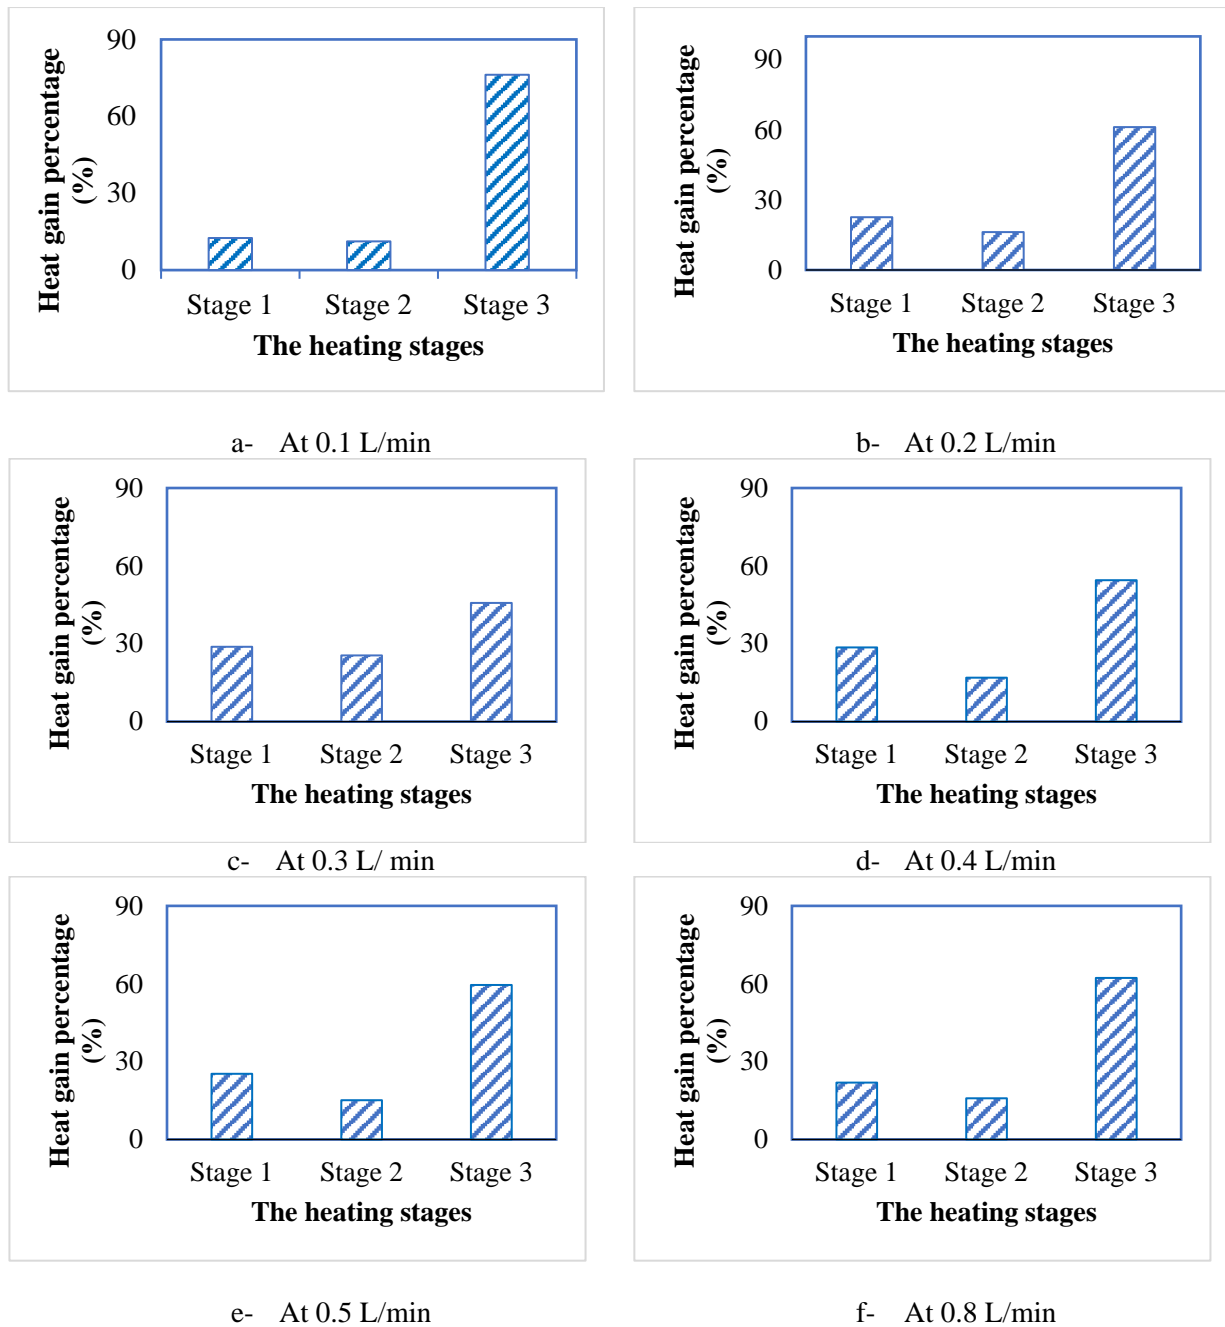 Heat gain percentage
(%)
90
60
30
0
Stage 1 Stage 2 Stage 3
The heating stages
a- At 0.1 L/min
Heat gain percentage
(%)
90
60
30
0
Stage 1 Stage 2 Stage 3
The heating stages
b- At 0.2 L/min
Heat gain percentage
(%)
90
60
30
0
Stage 1 Stage 2 Stage 3
The heating stages
c- At 0.3 L/ min
Heat gain percentage
(%)
90
60
30
0
Stage 1 Stage 2 Stage 3
The heating stages
d- At 0.4 L/min
Heat gain percentage
(%)
90
60
30
0
Stage 1 Stage 2 Stage 3
The heating stages
e- At 0.5 L/min
Heat gain percentage
(%)
90
60
30
0
Stage 1 Stage 2 Stage 3
The heating stages
f- At 0.8 L/min